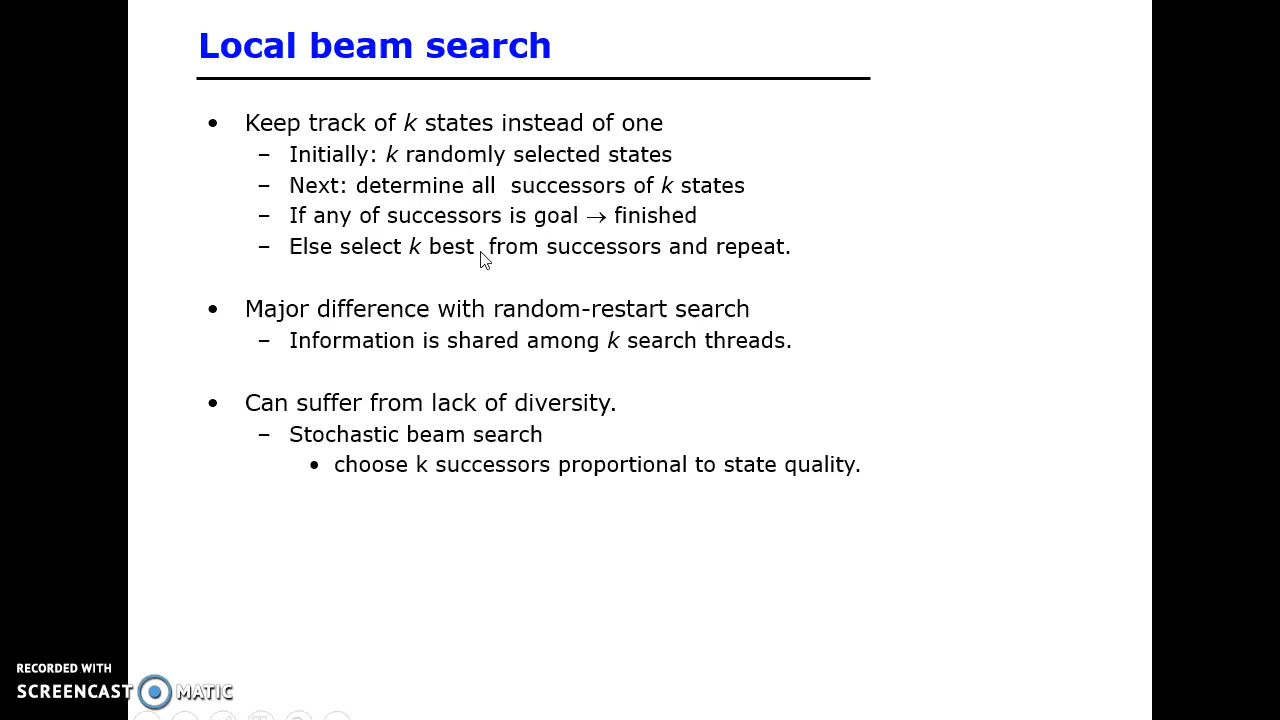 Local beam search
• Keep track of k states instead of one
– Initially: k randomly selected states
– Next: determine all successors of k states
– If any of successors is goal → finished
– Else select k best from successors and repeat.
• Major difference with random-restart search
– Information is shared among k search threads.
• Can suffer from lack of diversity.
– Stochastic beam search
• choose k successors proportional to state quality.
RECORDED WITH
SCREENCAST MATIC